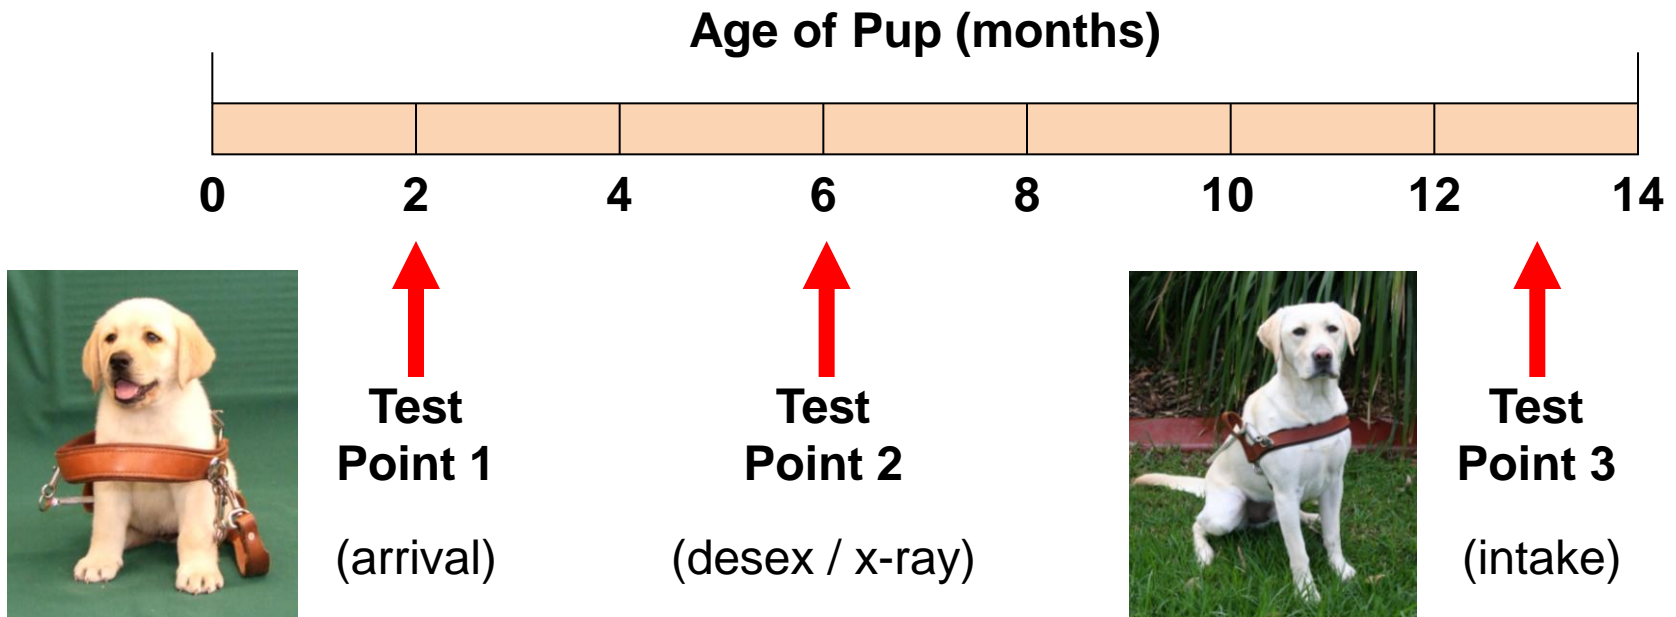 Age of Pup (months)
0 2 4 6 8 10 12 14
Test
Point 1
(arrival)
Test
Point 2
(desex / x-ray)
Test
Point 3
(intake)